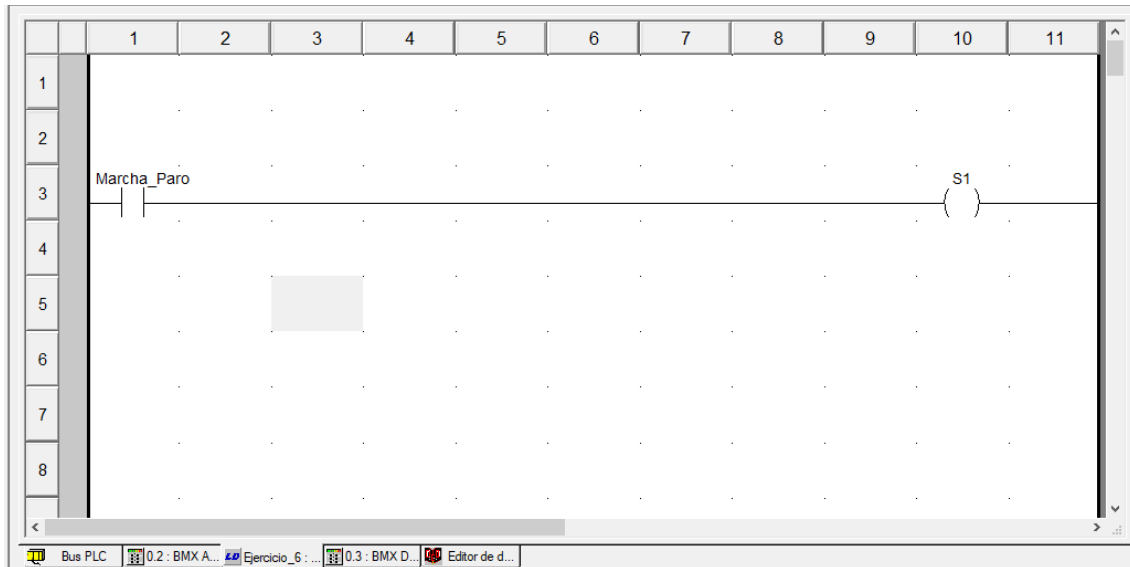 1 2 3 4 5 6 7 8 9 10 11
1
2
Marcha_Paro S1
3
4
5
6
7
8
Bus PLC 0.2 : BMX A... LD Ejercicio_6 : ... 0.3 : BMX D... Editor de d...